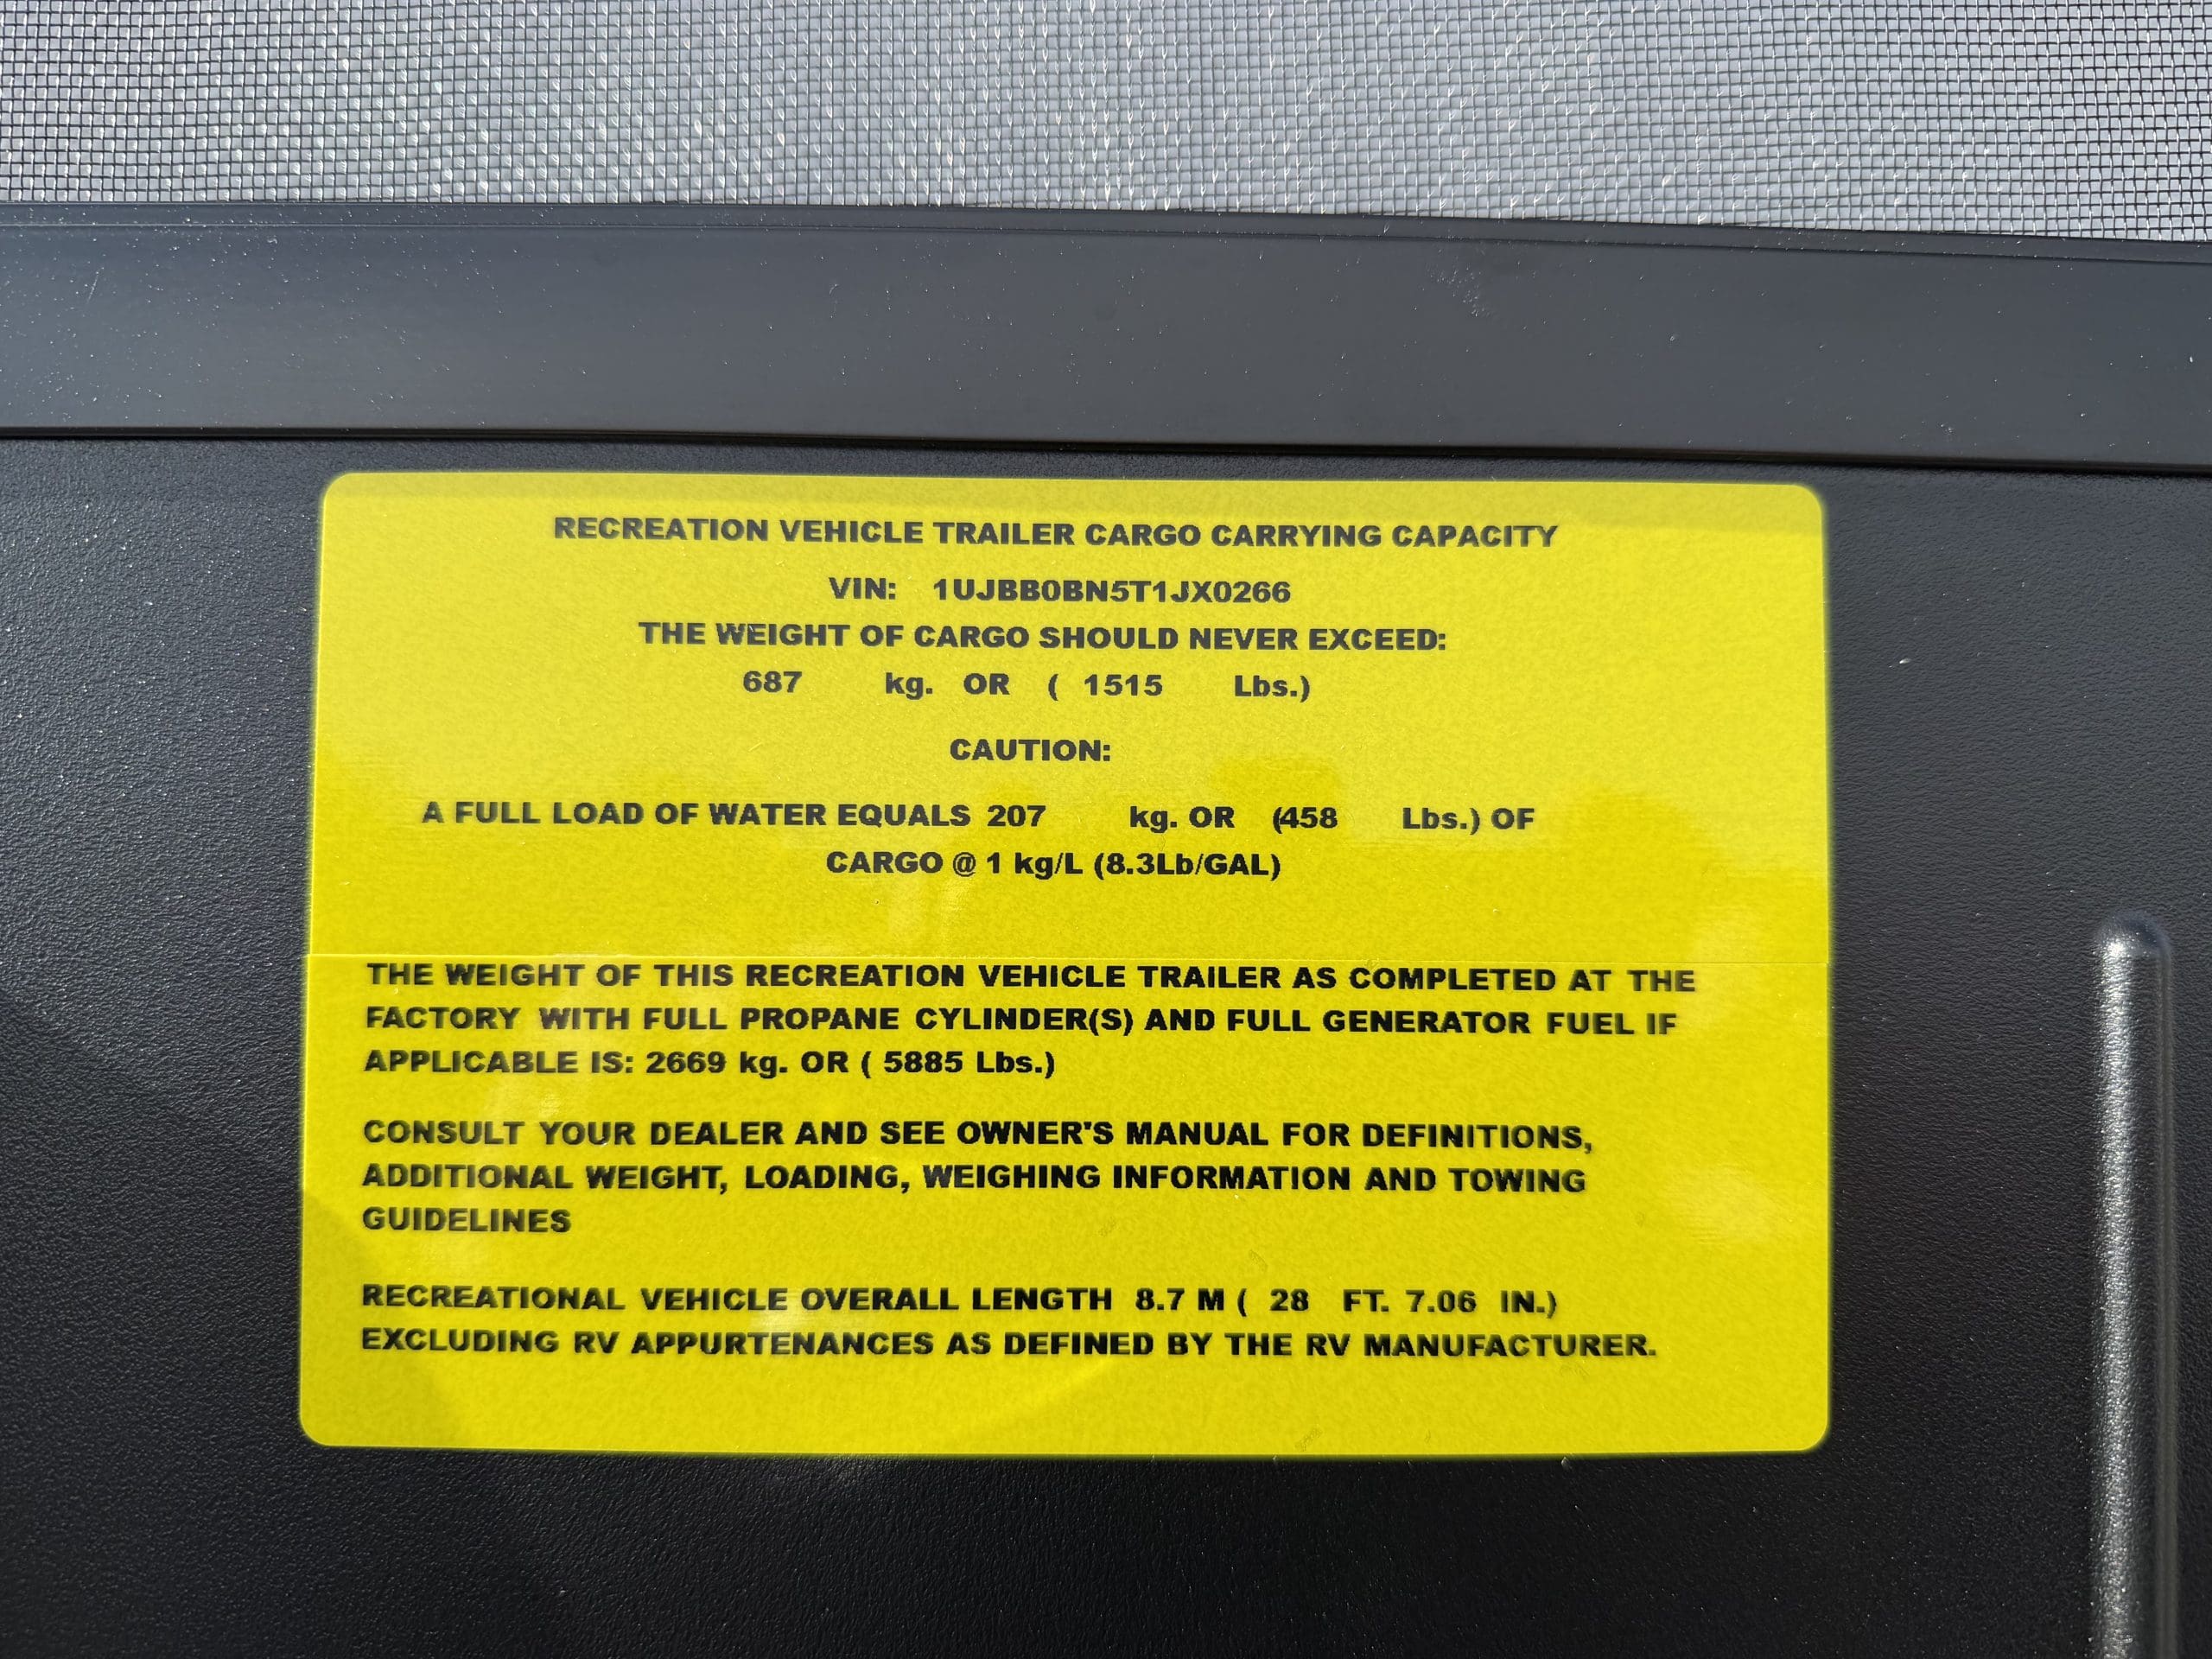 RECREATION VEHICLE TRAILER CARGO CARRYING CAPACITY
VIN: 1UJBB0BN5T1JX0266
THE WEIGHT OF CARGO SHOULD NEVER EXCEED:
687 kg. OR ( 1515 Lbs.)
CAUTION:
A FULL LOAD OF WATER EQUALS 207 kg. OR (458 Lbs.) OF
CARGO @ 1 kg/L (8.3Lb/GAL)
THE WEIGHT OF THIS RECREATION VEHICLE TRAILER AS COMPLETED AT THE
FACTORY WITH FULL PROPANE CYLINDER(S) AND FULL GENERATOR FUEL IF
APPLICABLE IS: 2669 kg. OR ( 5885 Lbs.)
CONSULT YOUR DEALER AND SEE OWNER'S MANUAL FOR DEFINITIONS,
ADDITIONAL WEIGHT, LOADING, WEIGHING INFORMATION AND TOWING
GUIDELINES
RECREATIONAL VEHICLE OVERALL LENGTH 8.7 M ( 28 FT. 7.06 IN.)
EXCLUDING RV APPURTENANCES AS DEFINED BY THE RV MANUFACTURER.